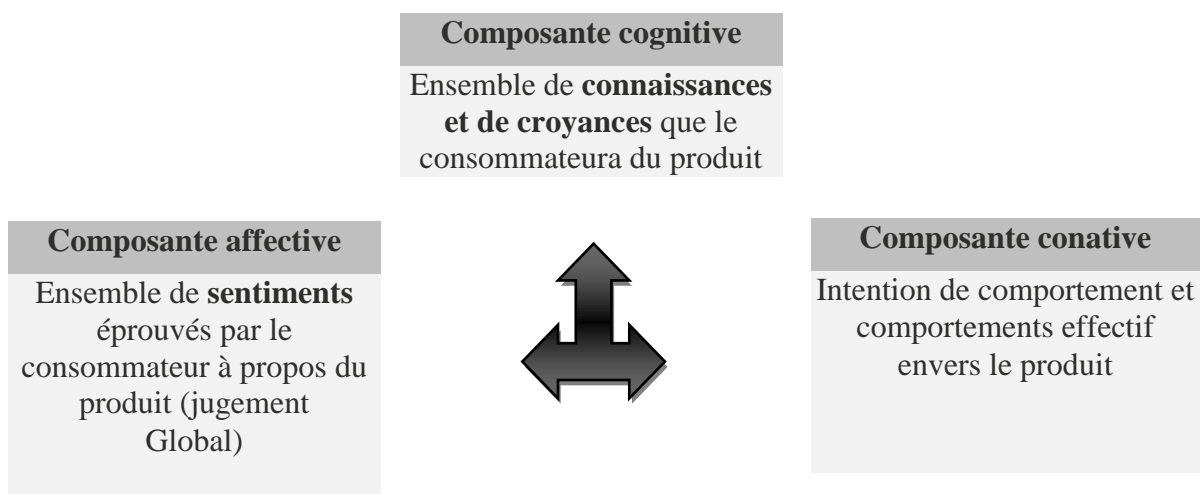 Composante cognitive
Ensemble de connaissances
et de croyances que le
consommateura du produit
Composante affective
Ensemble de sentiments
éprouvés par le
consommateur à propos du
produit (jugement
Global)
Composante conative
Intention de comportement et
comportements effectif
envers le produit